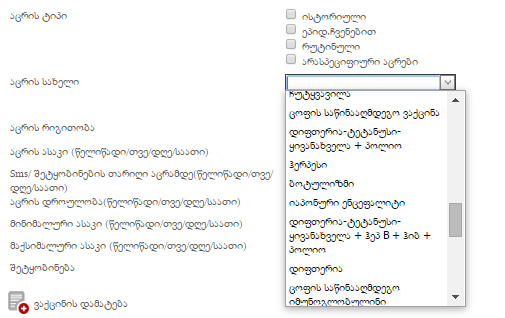 აცრის ტიპი
ისტორიული
ეპიდ.ჩვენებით
რუტინული
არასპეციფიური აცრები
აცრის სახელი
ჩუტყვავილა
ცოფის საწინააღმდეგო ვაქცინა
დიფთერია-ტეტანუსი-
ყივანახველა + პოლიო
ჰერპესი
ბოტულიზმი
იაპონური ენცეფალიტი
დიფთერია-ტეტანუსი-
ყივანახველა + ჰეპ B + ჰიბ +
პოლიო
დიფთერია
ცოფის საწინააღმდეგო
იმუნოგლობულინი
აცრის რიგითობა
აცრის ასაკი (წელიწადი/თვე/დღე/საათი)
Sms/ შეტყობინების თარიღი აცრამდე(წელიწადი/თვე/
დღე/საათი)
აცრის დროულობა(წელიწადი/თვე/დღე/საათი)
მინიმალური ასაკი (წელიწადი/თვე/დღე/საათი)
მაქსიმალური ასაკი (წელიწადი/თვე/დღე/საათი)
შეტყობინება
ვაქცინის დამატება